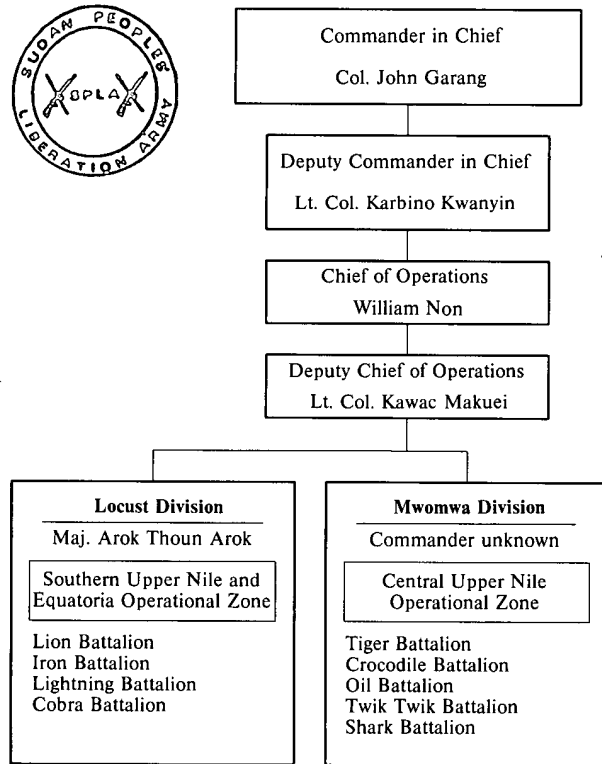 SUDAN PEOPLES'
LIBERATION ARMY
SPLA
Commander in Chief
Col. John Garang
Deputy Commander in Chief
Lt. Col. Karbino Kwanyin
Chief of Operations
William Non
Deputy Chief of Operations
Lt. Col. Kawac Makuei
Locust Division
Maj. Arok Thoun Arok
Southern Upper Nile and
Equatoria Operational Zone
Lion Battalion
Iron Battalion
Lightning Battalion
Cobra Battalion
Mwomwa Division
Commander unknown
Central Upper Nile
Operational Zone
Tiger Battalion
Crocodile Battalion
Oil Battalion
Twik Twik Battalion
Shark Battalion